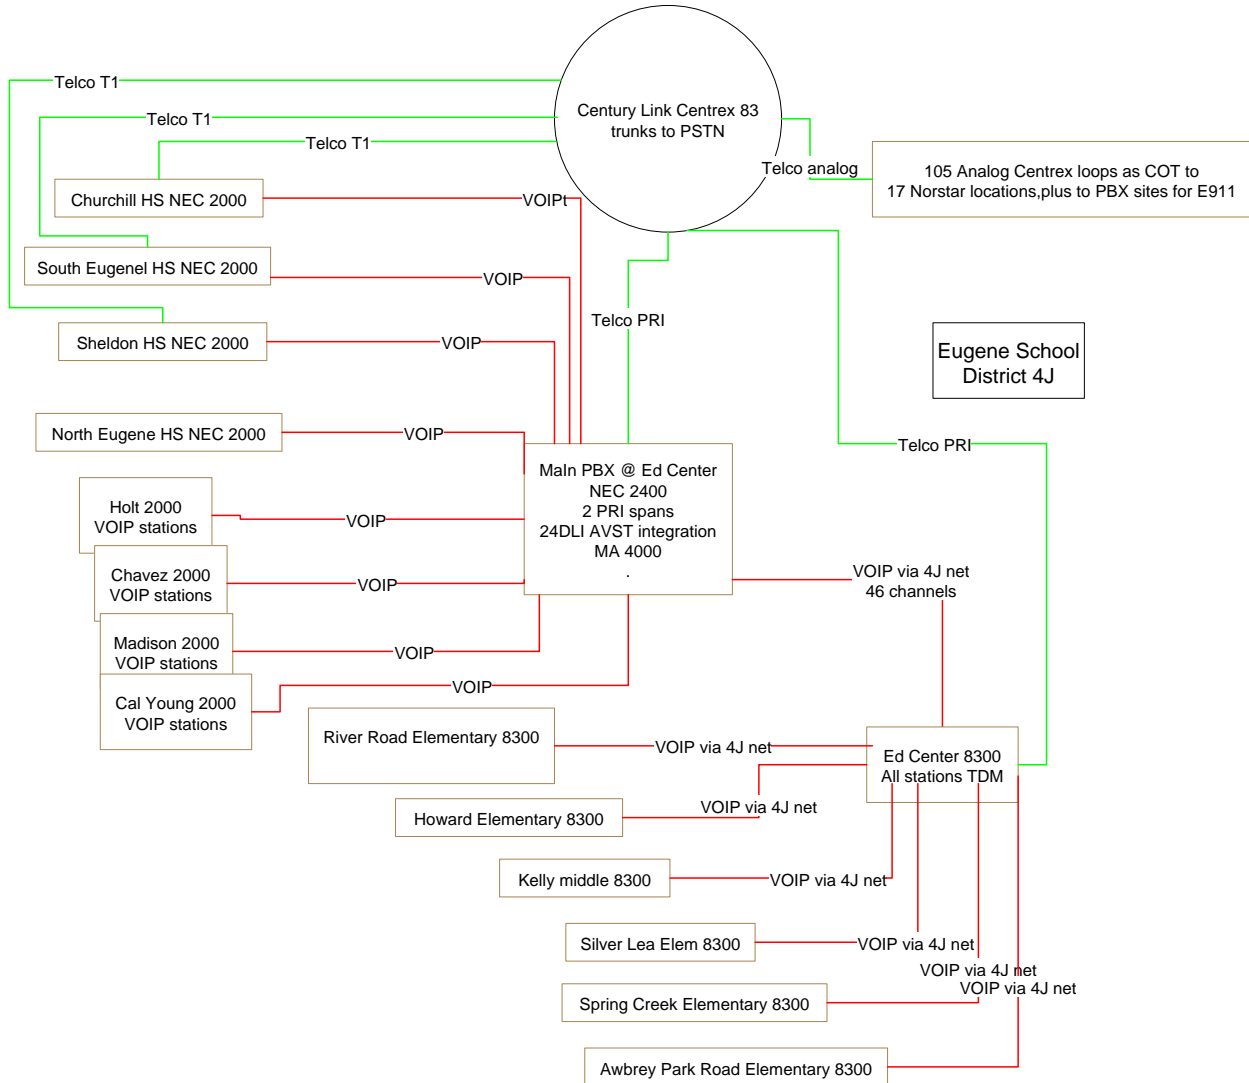 Telco T1
Century Link Centrex 83
trunks to PSTN
Telco T1
Telco T1
Telco analog
105 Analog Centrex loops as COT to
17 Norstar locations,plus to PBX sites for E911
Churchill HS NEC 2000
VOIPt
South Eugenel HS NEC 2000
VOIP
Telco PRI
Sheldon HS NEC 2000
VOIP
Eugene School
District 4J
North Eugene HS NEC 2000
VOIP
Telco PRI
MaIn PBX @ Ed Center
NEC 2400
2 PRI spans
24DLI AVST integration
MA 4000
.
Holt 2000
VOIP stations
VOIP
Chavez 2000
VOIP stations
VOIP
VOIP via 4J net
46 channels
Madison 2000
VOIP stations
VOIP
Cal Young 2000
VOIP stations
VOIP
River Road Elementary 8300
VOIP via 4J net
Ed Center 8300
All stations TDM
Howard Elementary 8300
VOIP via 4J net
Kelly middle 8300
VOIP via 4J net
Silver Lea Elem 8300
VOIP via 4J net
Spring Creek Elementary 8300
VOIP via 4J net
VOIP via 4J net
Awbrey Park Road Elementary 8300